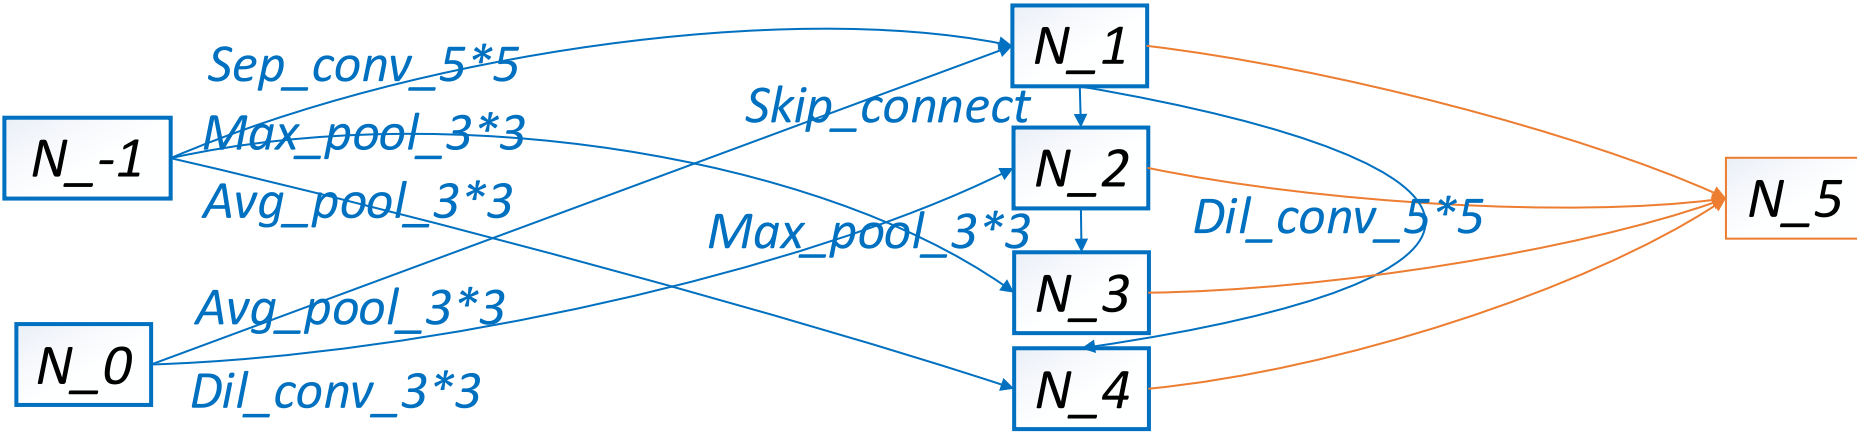 N_1
Sep_conv_5*5
Skip_connect
Max_pool_3*3
N_-1
N_2
Avg_pool_3*3
N_5
Max_pool_3*3
Dil_conv_5*5
N_3
Avg_pool_3*3
N_0
Dil_conv_3*3
N_4